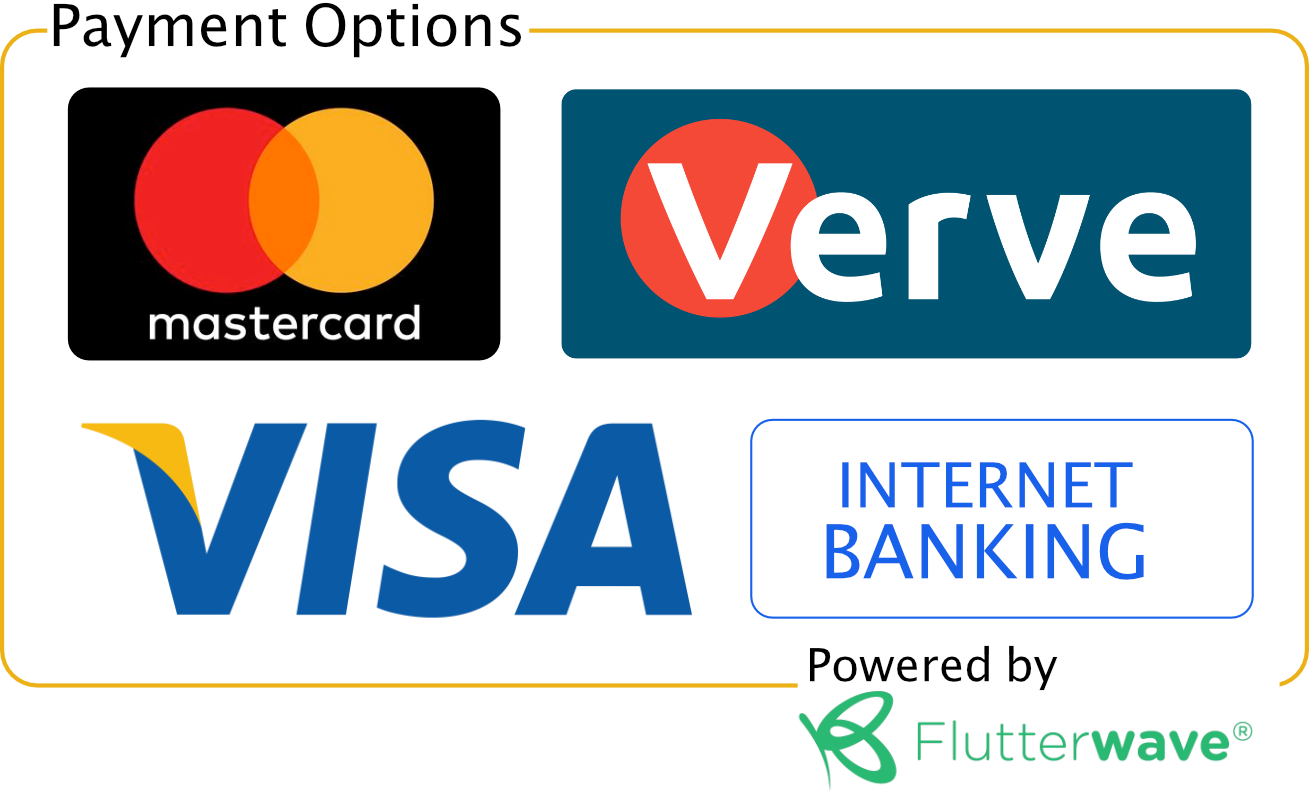 Payment Options
mastercard
Verve
VISA
INTERNET
BANKING
Powered by
Flutterwave®